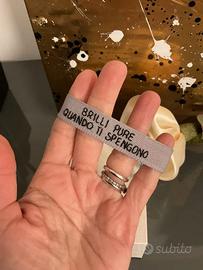 BRILLI PURE
QUANDO TI SPENGONO
subito